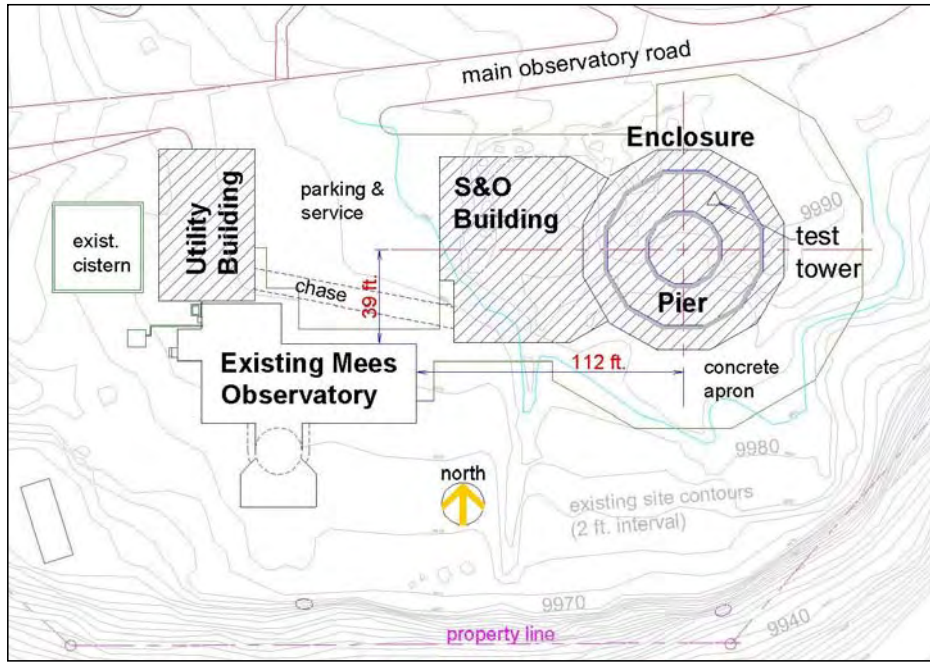 main observatory road
Enclosure
parking &
service
S&O
Building
Utility
Building
exist.
cistern
9990
test
tower
chase
39 ft.
Pier
Existing Mees
Observatory
112 ft.
concrete
apron
north
9980
existing site contours
(2 ft. interval)
9970
9940
property line